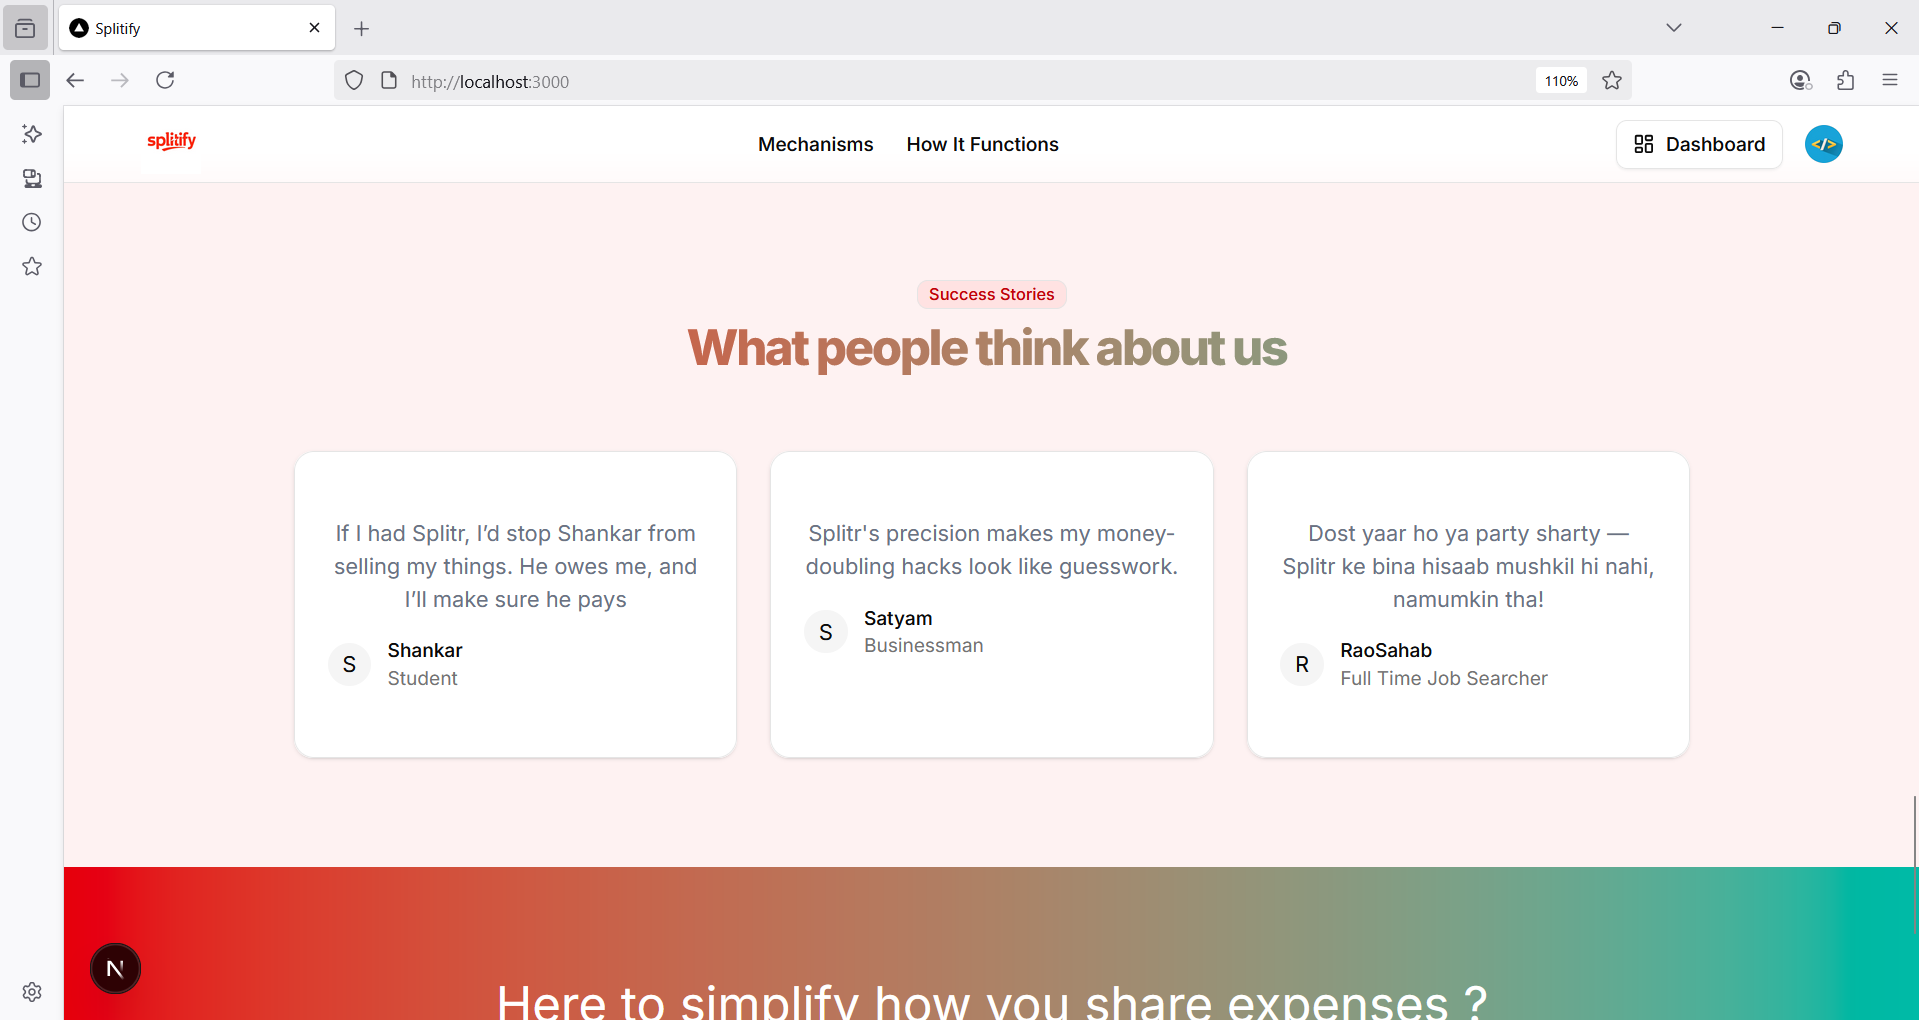 Splitify
http://localhost:3000
110%
splitify
Mechanisms
How It Functions
Dashboard
</>
Success Stories
What people think about us
If I had Splitr, I’d stop Shankar from
selling my things. He owes me, and
I’ll make sure he pays
S
Shankar
Student
Splitr's precision makes my money-
doubling hacks look like guesswork.
S
Satyam
Businessman
Dost yaar ho ya party sharty —
Splitr ke bina hisaab mushkil hi nahi,
namumkin tha!
R
RaoSahab
Full Time Job Searcher
N
Here to simplify how you share expenses ?